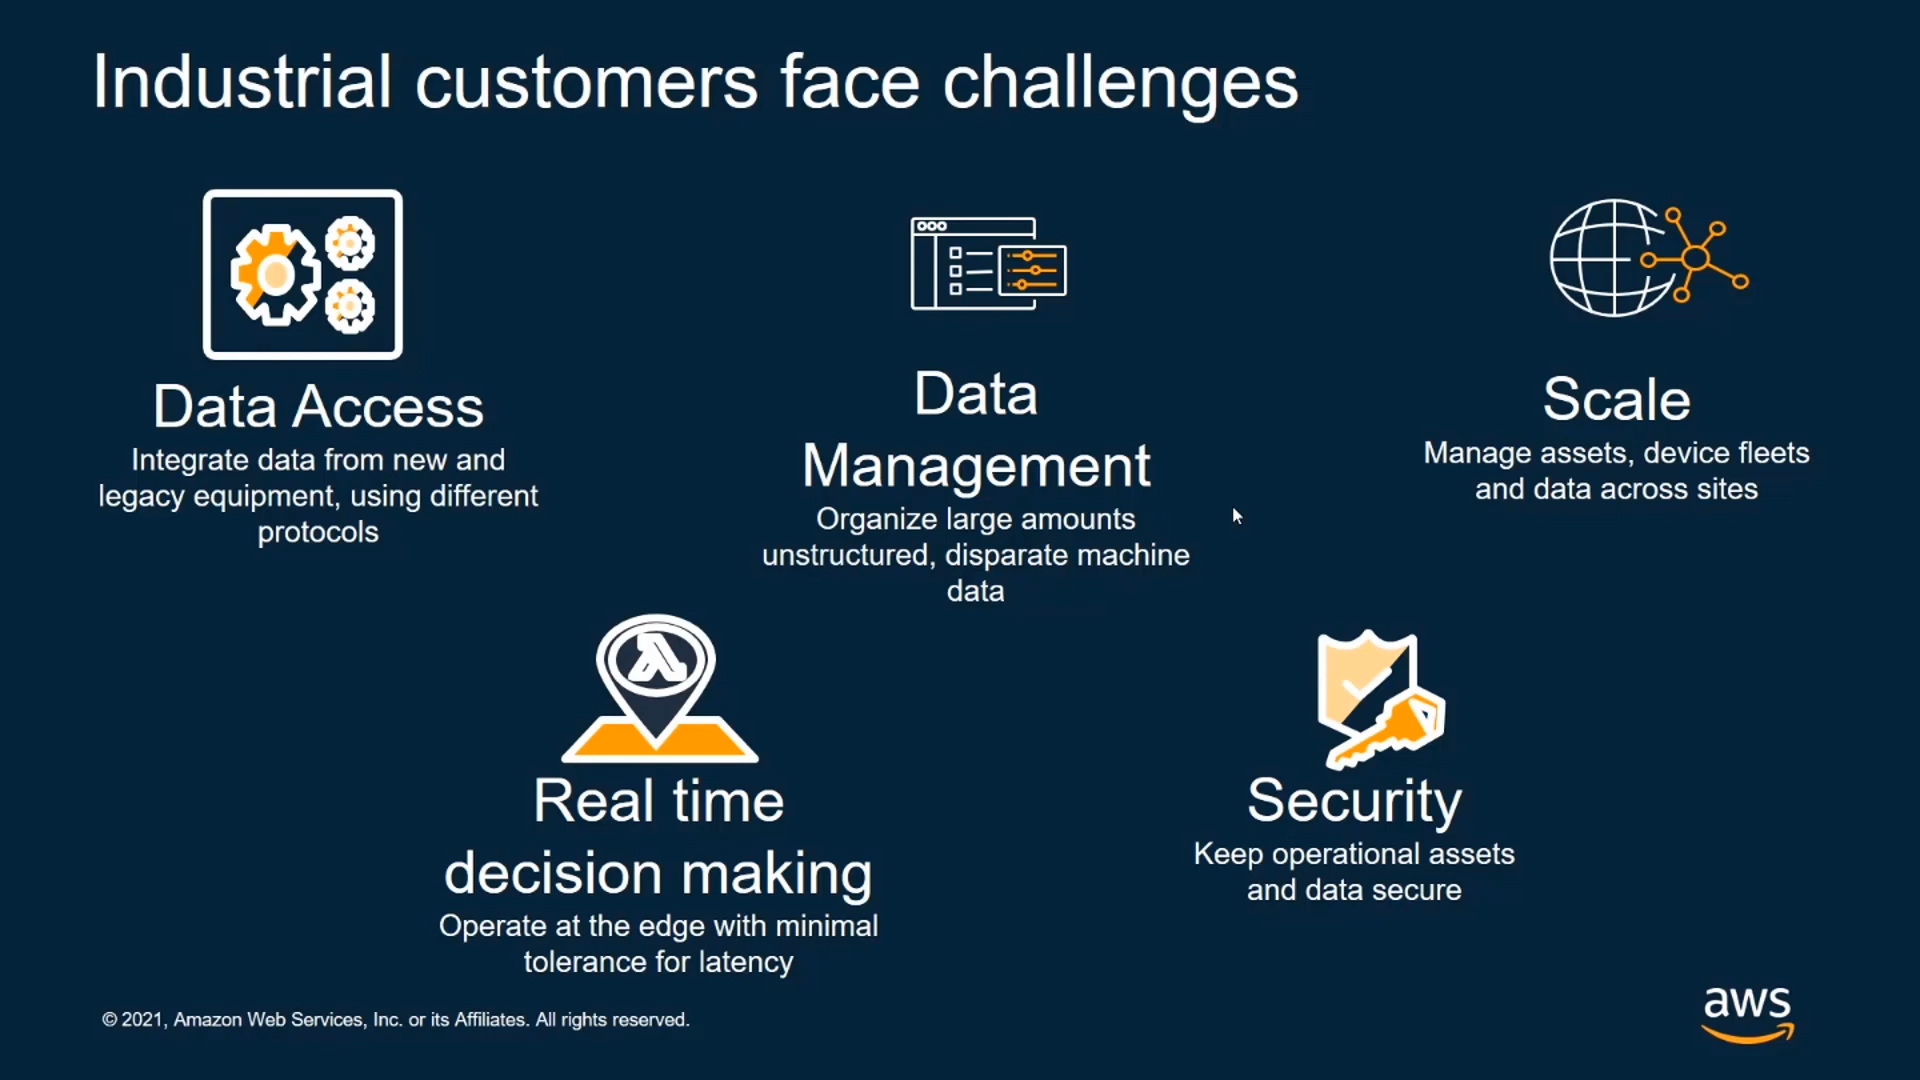 Industrial customers face challenges
Data Access
Integrate data from new and
legacy equipment, using different
protocols
Data
Management
Organize large amounts
unstructured, disparate machine
data
Scale
Manage assets, device fleets
and data across sites
Real time
decision making
Operate at the edge with minimal
tolerance for latency
Security
Keep operational assets
and data secure
© 2021, Amazon Web Services, Inc. or its Affiliates. All rights reserved.
aws